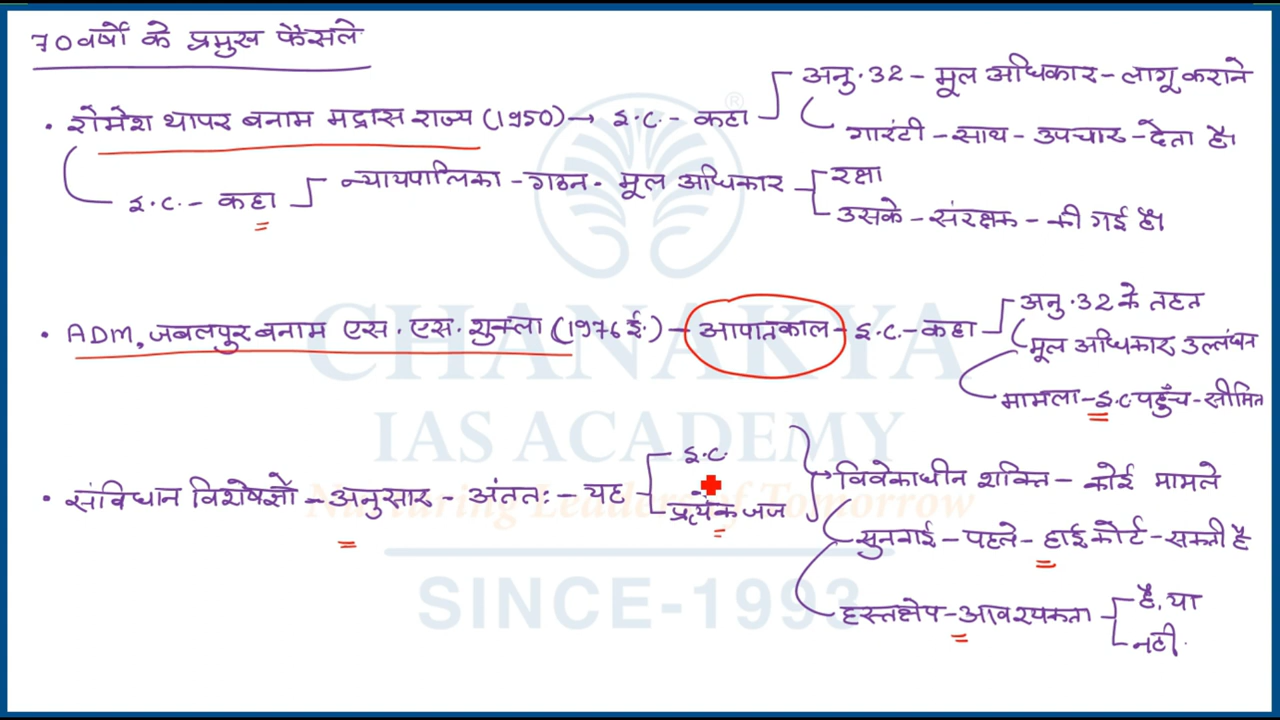 70 वर्षों के प्रमुख फैसले
अनु. 32 - मूल अधिकार - लागू कराने
• रोमेश थापर बनाम मद्रास राज्य (1950) → S.C. - कहा
गारंटी - साथ - उपचार - देता है।
S.C. - कहा
न्यायपालिका - गठन - मूल अधिकार
रक्षा
उसके - संरक्षक - की गई है।
• ADM, जबलपुर बनाम एस. एस. शुक्ला (1976 ई.) - आपातकाल - S.C. - कहा
अनु. 32 के तहत
मूल अधिकार उल्लंघन
मामला - S.C पहुँच - सीमित
• संविधान विशेषज्ञों - अनुसार - अंततः - यह
S.C.
प्रत्येक जज
विवेकाधीन शक्ति - कोई मामले
सुनवाई - पहले - हाईकोर्ट - सकती है
हस्तक्षेप - आवश्यकता
है, या
नहीं.
®
CHANAKYA
IAS ACADEMY
Nurturing Leaders of Tomorrow
SINCE-1993